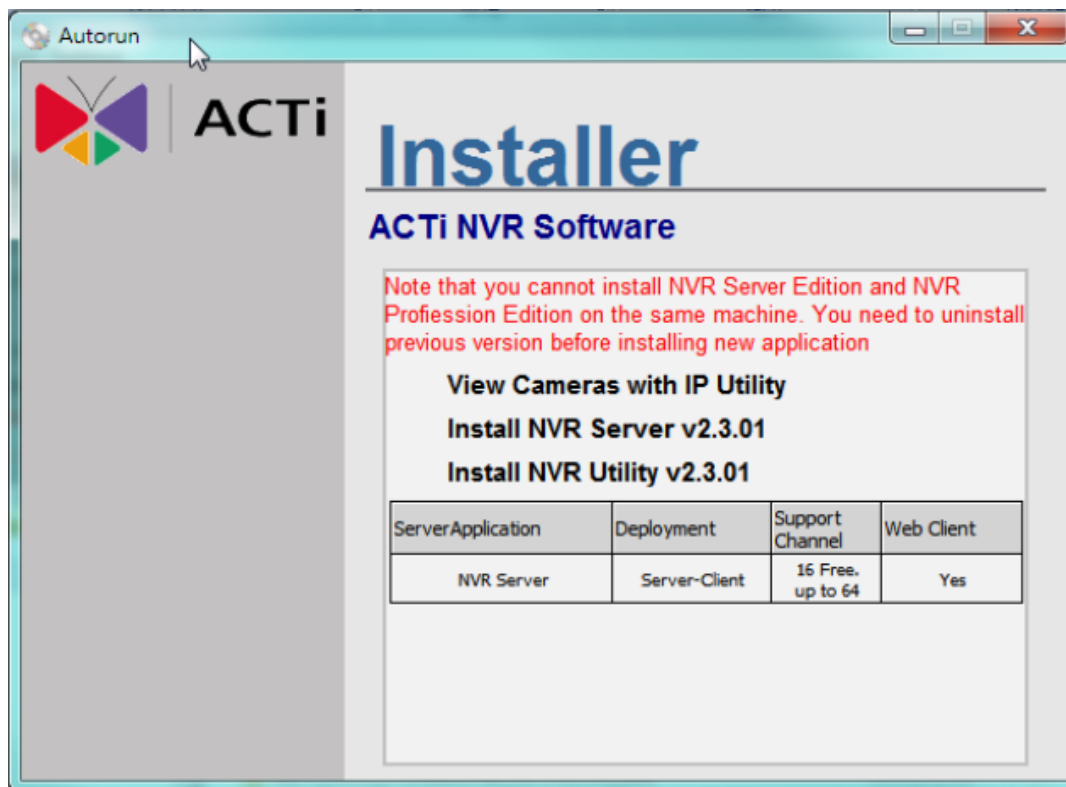 Autorun
ACTi
Installer
ACTi NVR Software
Note that you cannot install NVR Server Edition and NVR
Profiession Edition on the same machine. You need to uninstall
previous version before installing new application
View Cameras with IP Utility
Install NVR Server v2.3.01
Install NVR Utility v2.3.01
ServerApplication Deployment Support Channel Web Client
NVR Server Server-Client 16 Free. up to 64 Yes